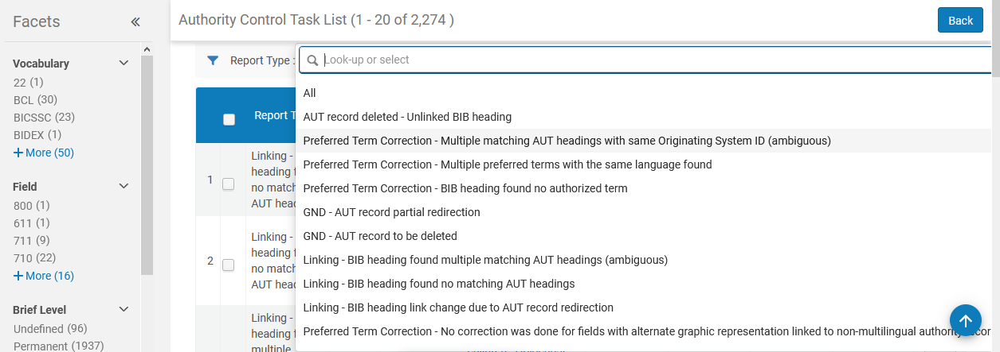 Facets
Vocabulary
22 (1)
BCL (30)
BICSSC (23)
BIDEX (1)
+ More (50)
Field
800 (1)
611 (1)
711 (9)
710 (22)
+ More (16)
Brief Level
Undefined (96)
Permanent (1937)
Authority Control Task List (1 - 20 of 2,274 )
Back
Report Type :
Look-up or select
All
AUT record deleted - Unlinked BIB heading
Preferred Term Correction - Multiple matching AUT headings with same Originating System ID (ambiguous)
Preferred Term Correction - Multiple preferred terms with the same language found
Preferred Term Correction - BIB heading found no authorized term
GND - AUT record partial redirection
GND - AUT record to be deleted
Linking - BIB heading found multiple matching AUT headings (ambiguous)
Linking - BIB heading found no matching AUT headings
Linking - BIB heading link change due to AUT record redirection
Preferred Term Correction - No correction was done for fields with alternate graphic representation linked to non-multilingual authority
Report T
1
Linking -
heading f
no match
AUT head
2
Linking -
heading f
no match
AUT head
Linking -
heading f
multiple